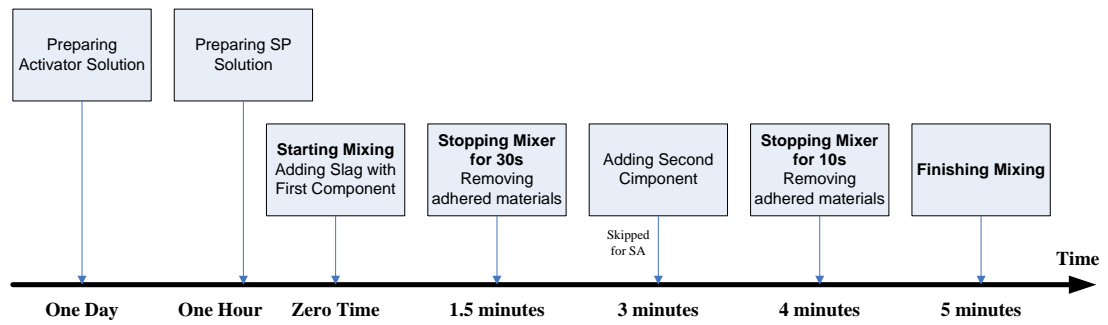 Preparing
Activator Solution
Preparing SP
Solution
Starting Mixing
Adding Slag with
First Component
Stopping Mixer
for 30s
Removing
adhered materials
Adding Second
Cimponent
Stopping Mixer
for 10s
Removing
adhered materials
Finishing Mixing
Skipped
for SA
Time
One Day
One Hour
Zero Time
1.5 minutes
3 minutes
4 minutes
5 minutes